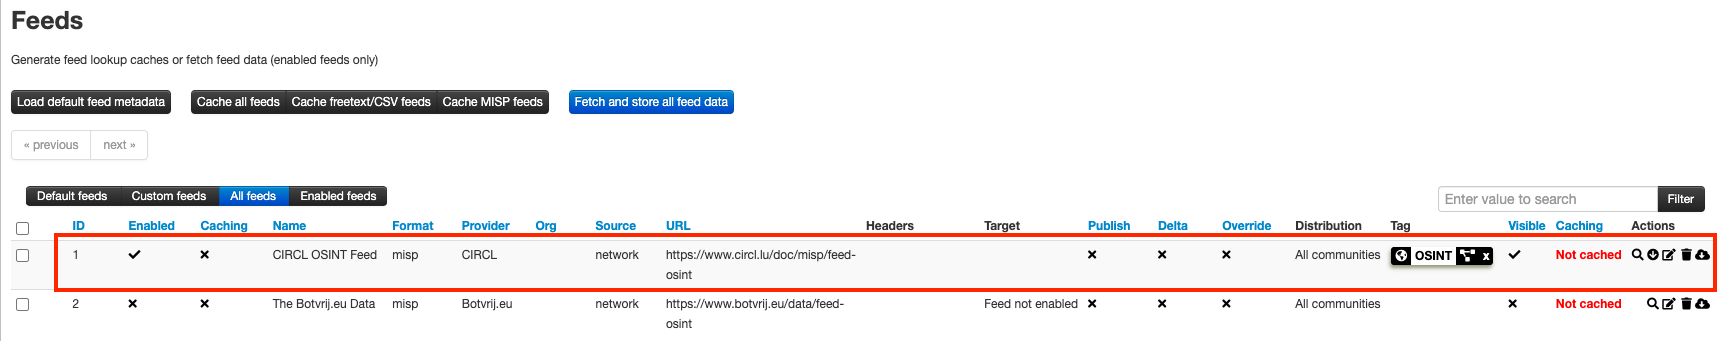 Feeds
Generate feed lookup caches or fetch feed data (enabled feeds only)
Load default feed metadata Cache all feeds Cache freetext/CSV feeds Cache MISP feeds Fetch and store all feed data
« previous next »
Default feeds Custom feeds All feeds Enabled feeds Enter value to search Filter
ID Enabled Caching Name Format Provider Org Source URL Headers Target Publish Delta Override Distribution Tag Visible Caching Actions
1 CIRCL OSINT Feed misp CIRCL network https://www.circl.lu/doc/misp/feed- All communities OSINT x Not cached
osint
2 The Botvrij.eu Data misp Botvrij.eu network https://www.botvrij.eu/data/feed- Feed not enabled All communities Not cached
osint